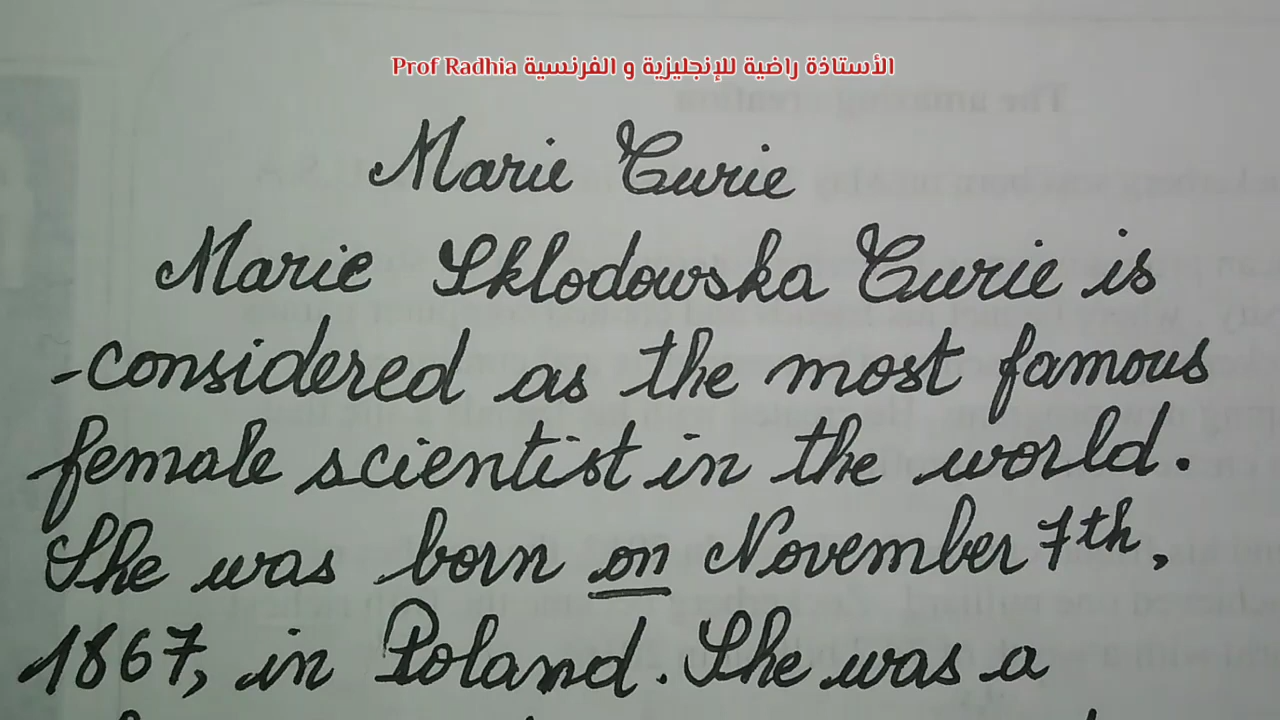 Prof Radhia الأستاذة راضية للإنجليزية و الفرنسية
Marie Curie
Marie Sklodowska Curie is
considered as the most famous
female scientist in the world.
She was born on November 7th,
1867, in Poland. She was a